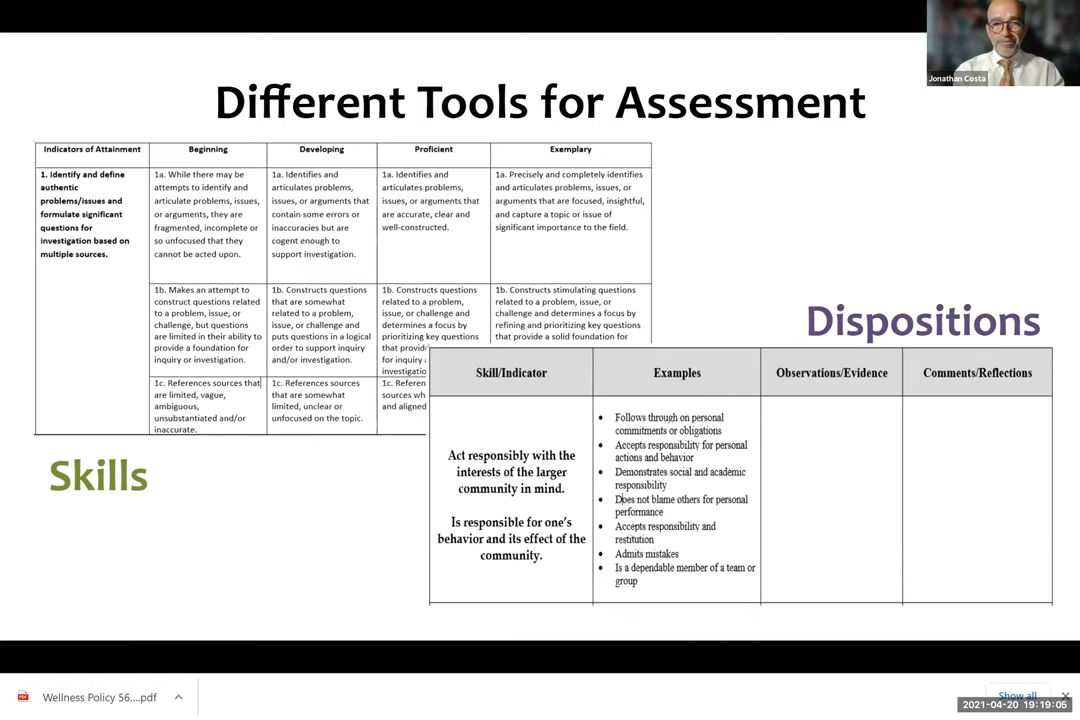 Jonathan Costa
Different Tools for Assessment
Indicators of Attainment
Beginning
Developing
Proficient
Exemplary
1. Identify and define
authentic
problems/issues and
formulate significant
questions for
investigation based on
multiple sources.
1a. While there may be
attempts to identify and
articulate problems, issues,
or arguments, they are
fragmented, incomplete or
so unfocused that they
cannot be acted upon.
1a. Identifies and
articulates problems,
issues, or arguments that
contain some errors or
inaccuracies but are
cogent enough to
support investigation.
1a. Identifies and
articulates problems,
issues, or arguments that
are accurate, clear and
well-constructed.
1a. Precisely and completely identifies
and articulates problems, issues, or
arguments that are focused, insightful,
and capture a topic or issue of
significant importance to the field.
1b. Makes an attempt to
construct questions related
to a problem, issue, or
challenge, but questions
are limited in their ability to
provide a foundation for
inquiry or investigation.
1b. Constructs questions
that are somewhat
related to a problem,
issue, or challenge and
puts questions in a logical
order to support inquiry
and/or investigation.
1b. Constructs questions
related to a problem,
issue, or challenge and
determines a focus by
prioritizing key questions
that provid
for inquiry
investigatio
1b. Constructs stimulating questions
related to a problem, issue, or
challenge and determines a focus by
refining and prioritizing key questions
that provide a solid foundation for
1c. References sources that
are limited, vague,
ambiguous,
unsubstantiated and/or
inaccurate.
1c. References sources
that are somewhat
limited, unclear or
unfocused on the topic.
1c. Referen
sources wh
and aligned
Skills
Dispositions
Skill/Indicator
Examples
Observations/Evidence
Comments/Reflections
Act responsibly with the
interests of the larger
community in mind.
Is responsible for one's
behavior and its effect of the
community.
• Follows through on personal
commitments or obligations
• Accepts responsibility for personal
actions and behavior
• Demonstrates social and academic
responsibility
• Does not blame others for personal
performance
• Accepts responsibility and
restitution
• Admits mistakes
• Is a dependable member of a team or
group
Wellness Policy 56....pdf
Show all
2021-04-20 19:19:05